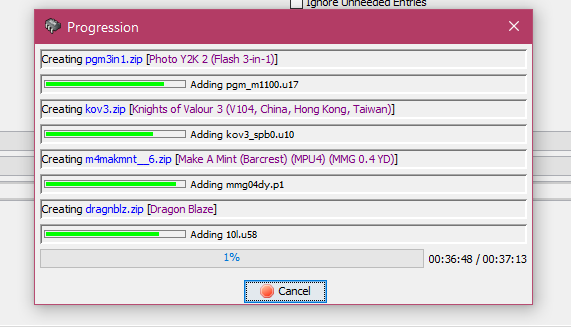 Ignore Unneeded Entries
Progression
Creating pgm3in1.zip [Photo Y2K 2 (Flash 3-in-1)]
Adding pgm_m1100.u17
Creating kov3.zip [Knights of Valour 3 (V104, China, Hong Kong, Taiwan)]
Adding kov3_spb0.u10
Creating m4makmnt__6.zip [Make A Mint (Barcrest) (MPU4) (MMG 0.4 YD)]
Adding mmg04dy.p1
Creating dragnblz.zip [Dragon Blaze]
Adding 10l.u58
1% 00:36:48 / 00:37:13
Cancel